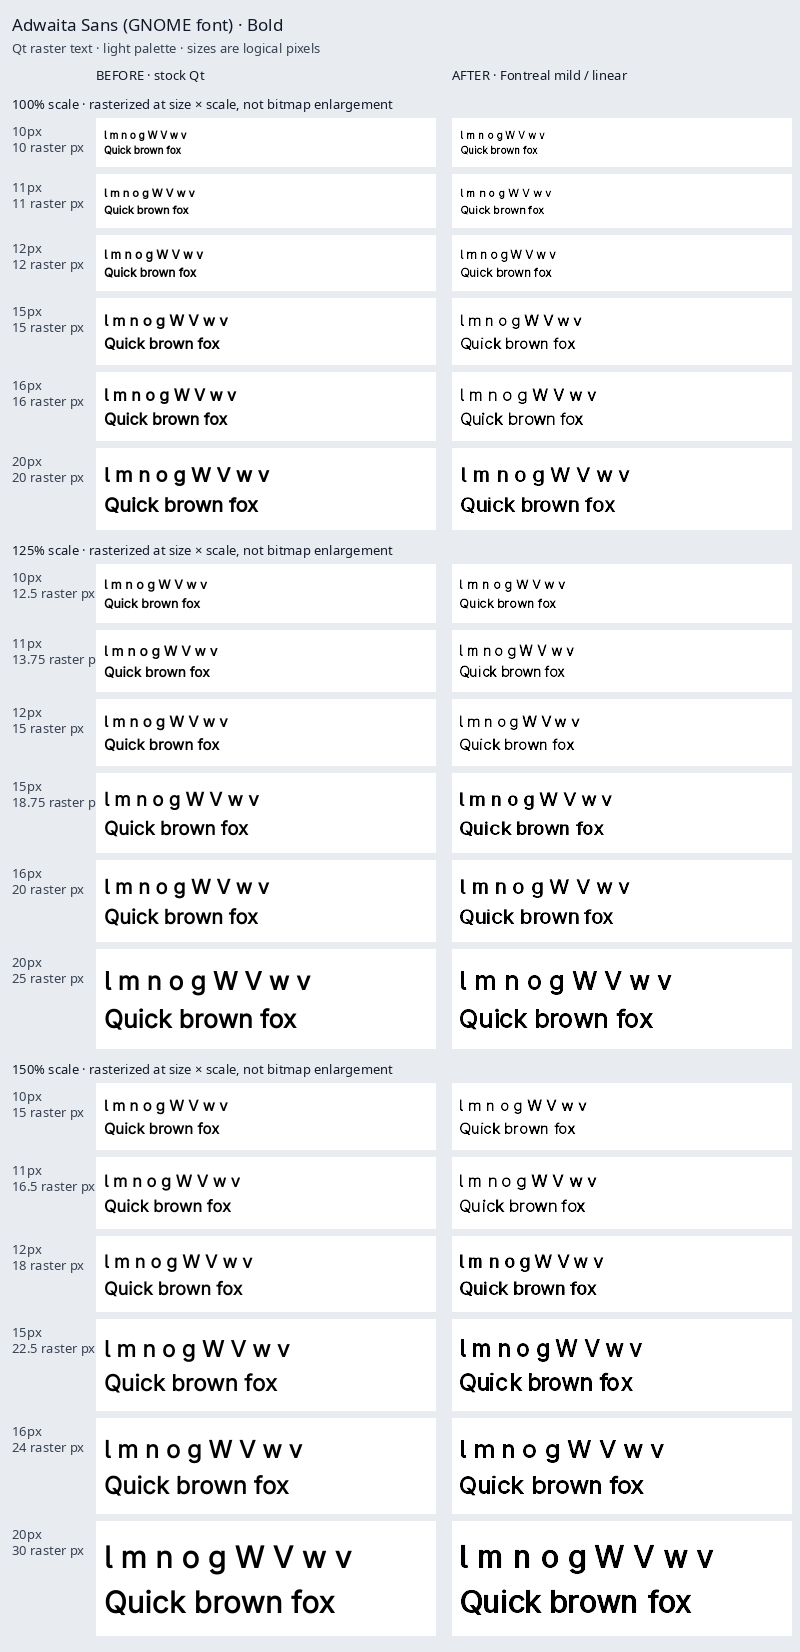 Adwaita Sans (GNOME font) · Bold
Qt raster text · light palette · sizes are logical pixels
BEFORE · stock Qt
AFTER · Fontreal mild / linear
100% scale · rasterized at size × scale, not bitmap enlargement
10px
10 raster px
l m n o g W V w v
Quick brown fox
l m n o g W V w v
Quick brown fox
11px
11 raster px
l m n o g W V w v
Quick brown fox
l m n o g W V w v
Quick brown fox
12px
12 raster px
l m n o g W V w v
Quick brown fox
l m n o g W V w v
Quick brown fox
15px
15 raster px
l m n o g W V w v
Quick brown fox
l m n o g W V w v
Quick brown fox
16px
16 raster px
l m n o g W V w v
Quick brown fox
l m n o g W V w v
Quick brown fox
20px
20 raster px
l m n o g W V w v
Quick brown fox
l m n o g W V w v
Quick brown fox
125% scale · rasterized at size × scale, not bitmap enlargement
10px
12.5 raster px
l m n o g W V w v
Quick brown fox
l m n o g W V w v
Quick brown fox
11px
13.75 raster p
l m n o g W V w v
Quick brown fox
l m n o g W V w v
Quick brown fox
12px
15 raster px
l m n o g W V w v
Quick brown fox
l m n o g W V w v
Quick brown fox
15px
18.75 raster p
l m n o g W V w v
Quick brown fox
l m n o g W V w v
Quick brown fox
16px
20 raster px
l m n o g W V w v
Quick brown fox
l m n o g W V w v
Quick brown fox
20px
25 raster px
l m n o g W V w v
Quick brown fox
l m n o g W V w v
Quick brown fox
150% scale · rasterized at size × scale, not bitmap enlargement
10px
15 raster px
l m n o g W V w v
Quick brown fox
l m n o g W V w v
Quick brown fox
11px
16.5 raster px
l m n o g W V w v
Quick brown fox
l m n o g W V w v
Quick brown fox
12px
18 raster px
l m n o g W V w v
Quick brown fox
l m n o g W V w v
Quick brown fox
15px
22.5 raster px
l m n o g W V w v
Quick brown fox
l m n o g W V w v
Quick brown fox
16px
24 raster px
l m n o g W V w v
Quick brown fox
l m n o g W V w v
Quick brown fox
20px
30 raster px
l m n o g W V w v
Quick brown fox
l m n o g W V w v
Quick brown fox